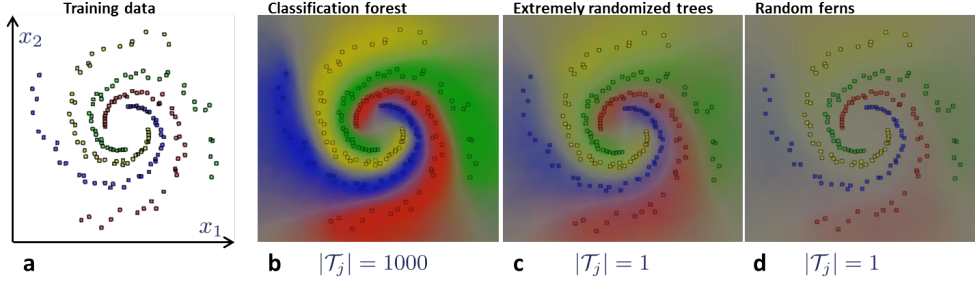 Training data
Classification forest
Extremely randomized trees
Random ferns
x₂
x₁
a
b
|𝒯ⱼ| = 1000
c
|𝒯ⱼ| = 1
d
|𝒯ⱼ| = 1